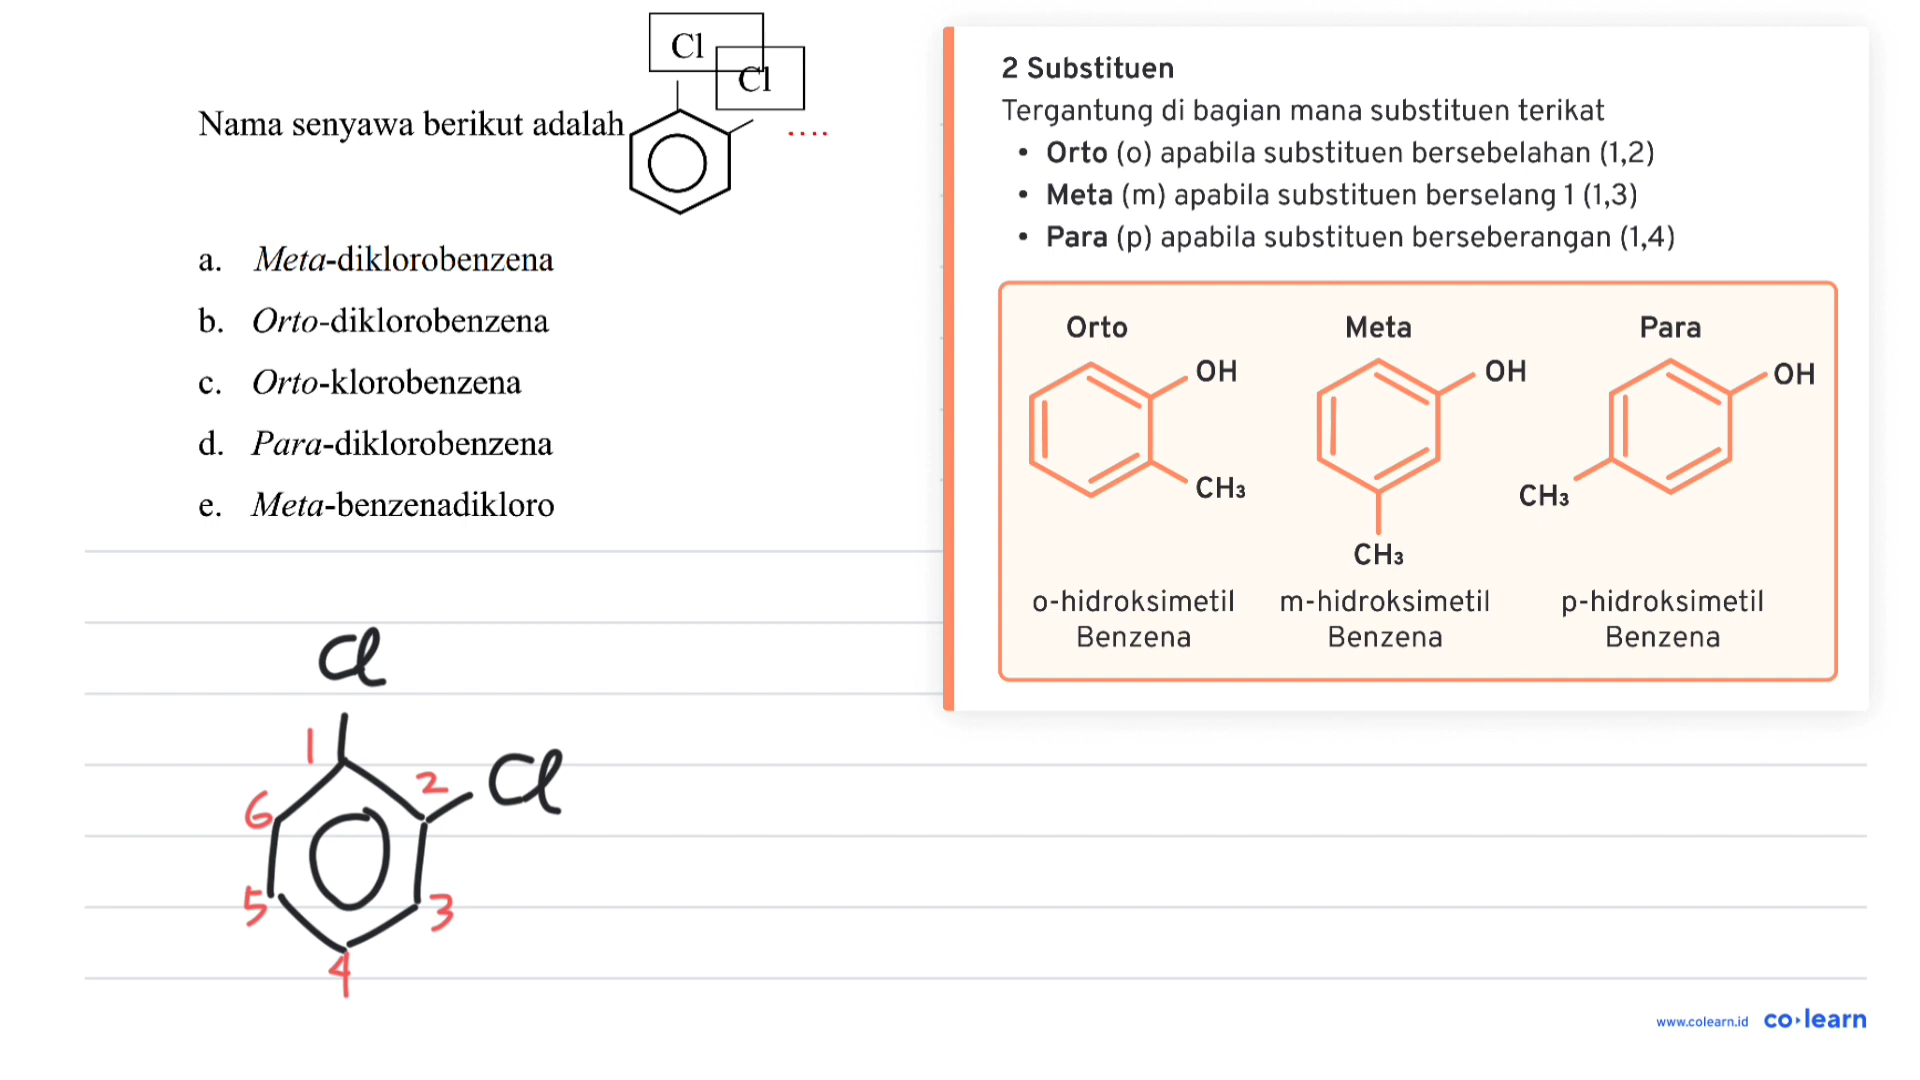 Cl
Cl
Nama senyawa berikut adalah ....
a. Meta-diklorobenzena
b. Orto-diklorobenzena
c. Orto-klorobenzena
d. Para-diklorobenzena
e. Meta-benzenadikloro
2 Substituen
Tergantung di bagian mana substituen terikat
• Orto (o) apabila substituen bersebelahan (1,2)
• Meta (m) apabila substituen berselang 1 (1,3)
• Para (p) apabila substituen berseberangan (1,4)
Orto Meta Para
OH OH OH
CH₃ CH₃
CH₃
o-hidroksimetil m-hidroksimetil p-hidroksimetil
Benzena Benzena Benzena
Cl
1
2 Cl
6
5 3
4
www.colearn.id co·learn